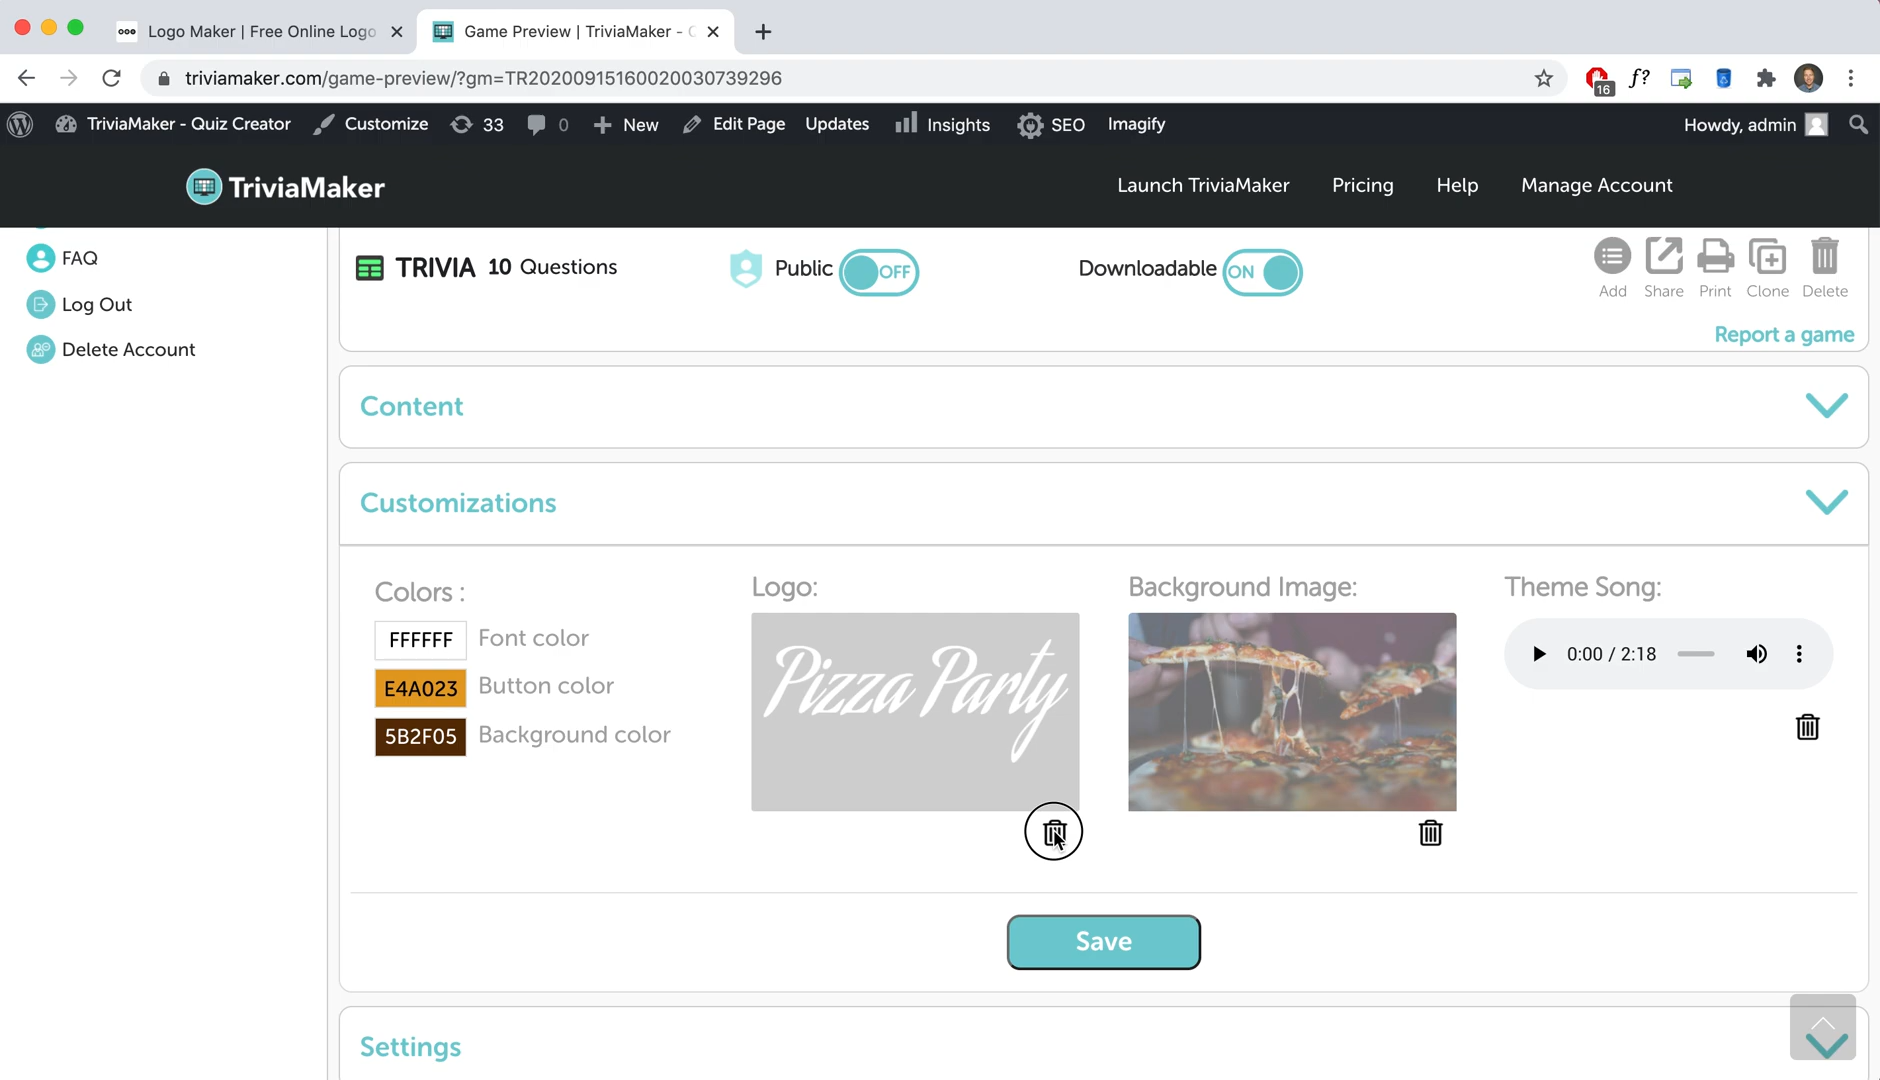 Logo Maker | Free Online Logo
Game Preview | TriviaMaker -
triviamaker.com/game-preview/?gm=TR20200915160020030739296
16
f?
TriviaMaker - Quiz Creator
Customize
33
0
New
Edit Page
Updates
Insights
SEO
Imagify
Howdy, admin
TriviaMaker
Launch TriviaMaker
Pricing
Help
Manage Account
FAQ
Log Out
Delete Account
TRIVIA 10 Questions
Public OFF
Downloadable ON
Add
Share
Print
Clone
Delete
Report a game
Content
Customizations
Colors :
FFFFFF Font color
E4A023 Button color
5B2F05 Background color
Logo:
Pizza Party
Background Image:
Theme Song:
0:00 / 2:18
Save
Settings